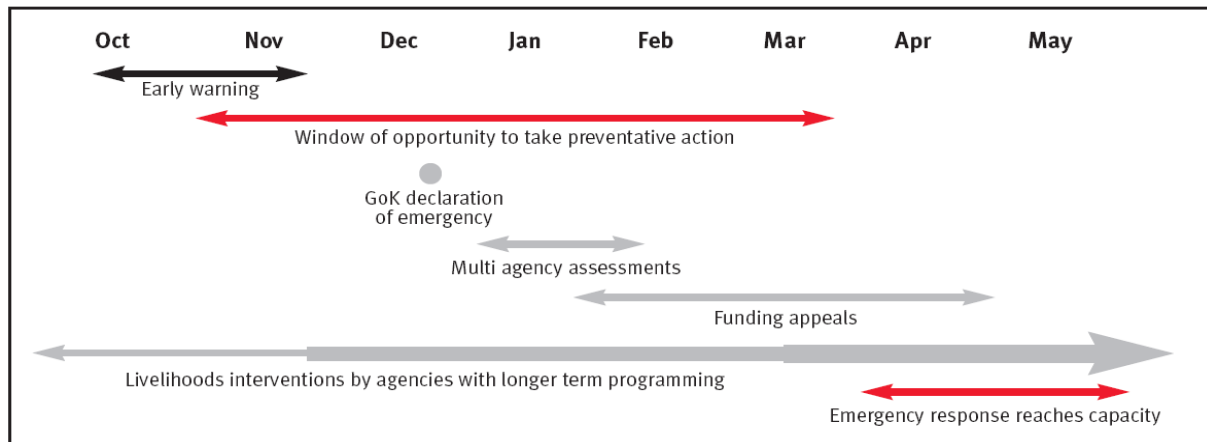 Oct Nov Dec Jan Feb Mar Apr May
Early warning
Window of opportunity to take preventative action
GoK declaration
of emergency
Multi agency assessments
Funding appeals
Livelihoods interventions by agencies with longer term programming
Emergency response reaches capacity